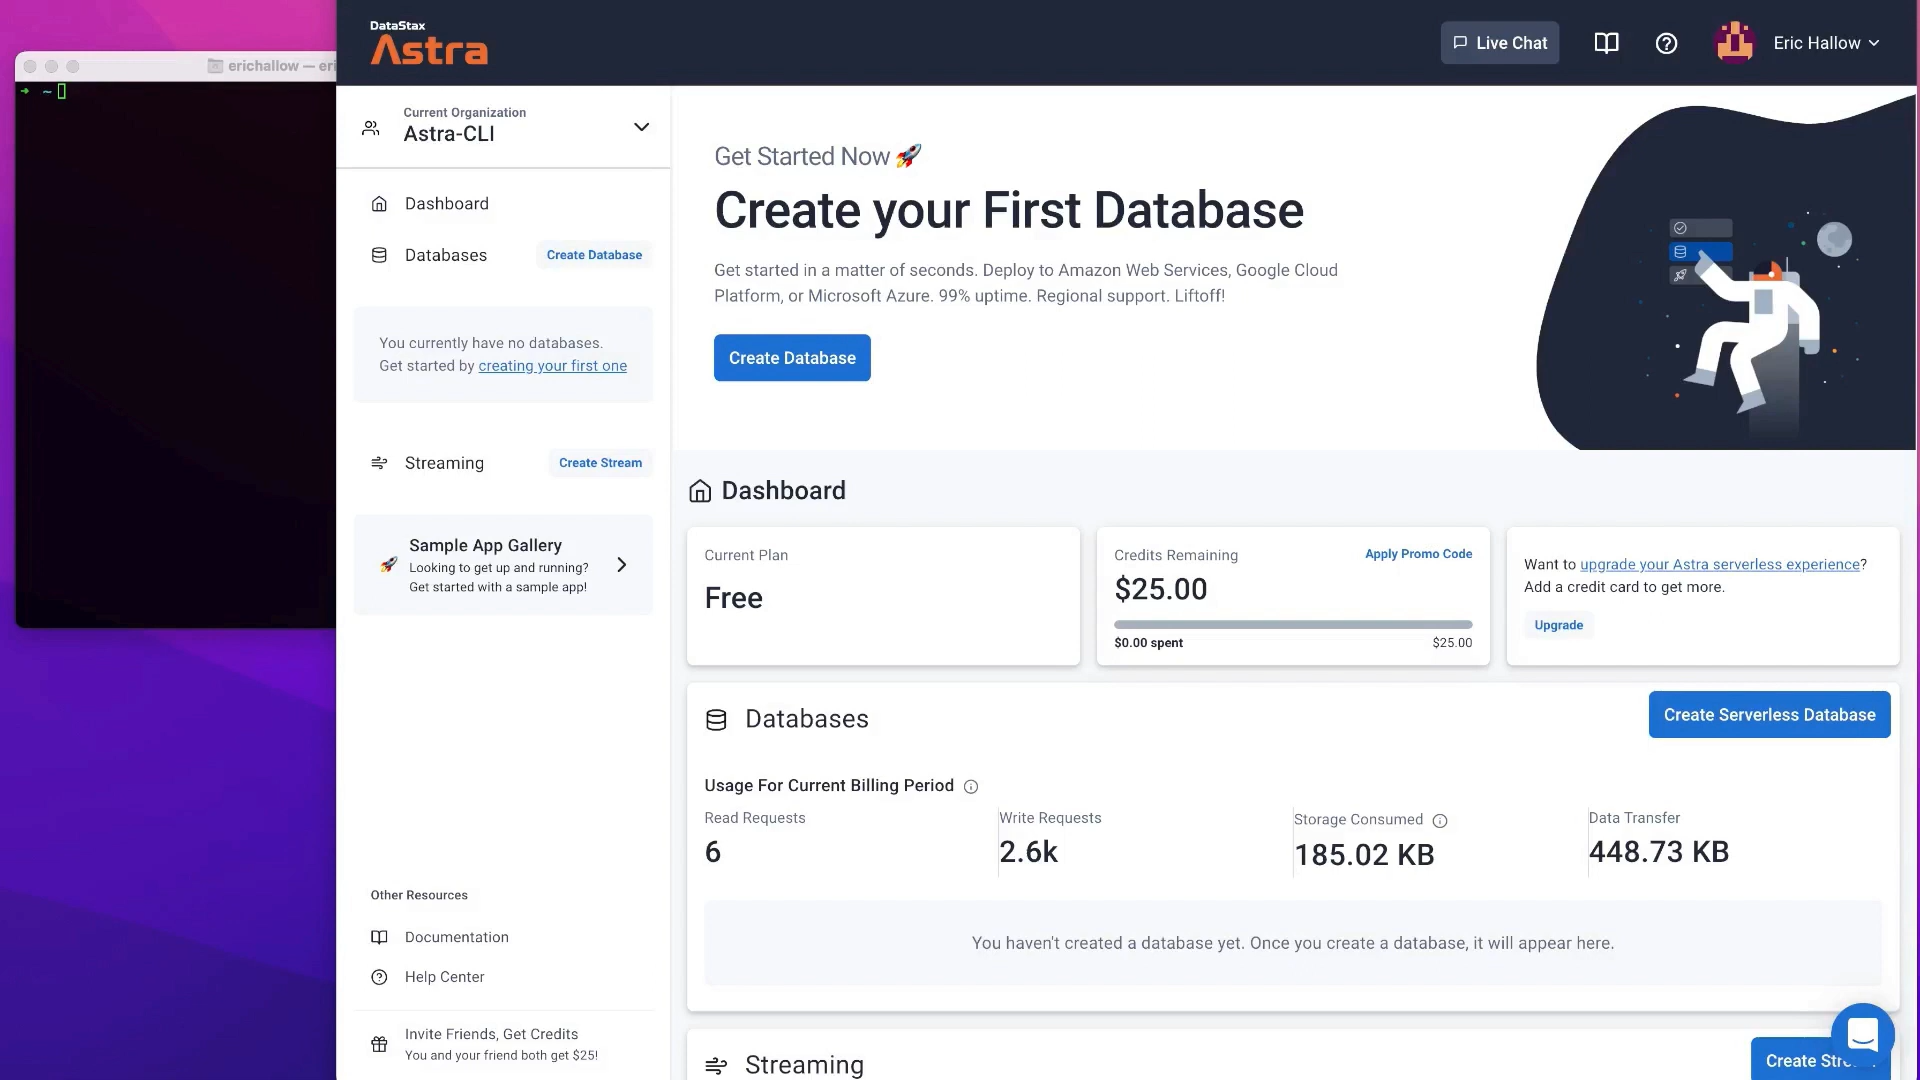 erichallow — eri
➜ ~
DataStax
Astra
Live Chat
Eric Hallow
Current Organization
Astra-CLI
Dashboard
Databases
Create Database
You currently have no databases.
Get started by creating your first one
Streaming
Create Stream
Sample App Gallery
Looking to get up and running?
Get started with a sample app!
Other Resources
Documentation
Help Center
Invite Friends, Get Credits
You and your friend both get $25!
Get Started Now 🚀
Create your First Database
Get started in a matter of seconds. Deploy to Amazon Web Services, Google Cloud
Platform, or Microsoft Azure. 99% uptime. Regional support. Liftoff!
Create Database
Dashboard
Current Plan
Free
Credits Remaining
Apply Promo Code
$25.00
$0.00 spent
$25.00
Want to upgrade your Astra serverless experience?
Add a credit card to get more.
Upgrade
Databases
Create Serverless Database
Usage For Current Billing Period
Read Requests
6
Write Requests
2.6k
Storage Consumed
185.02 KB
Data Transfer
448.73 KB
You haven't created a database yet. Once you create a database, it will appear here.
Streaming
Create